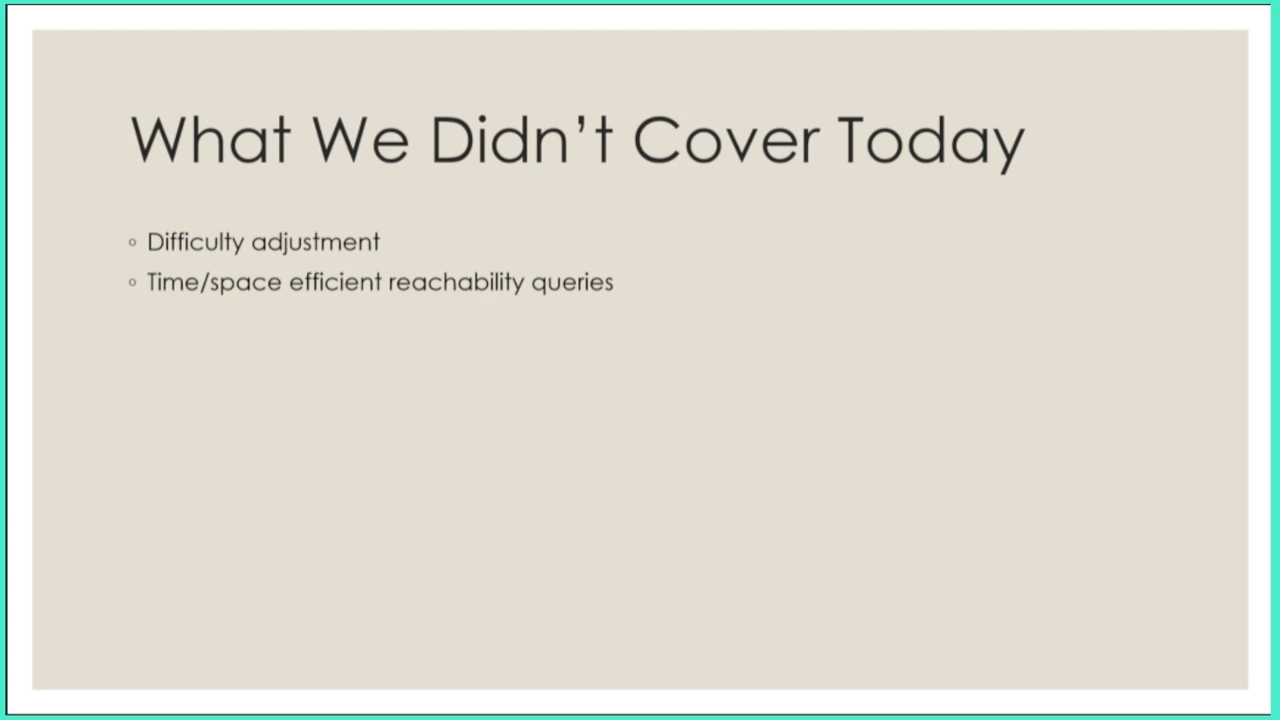 What We Didn’t Cover Today
◦ Difficulty adjustment
◦ Time/space efficient reachability queries